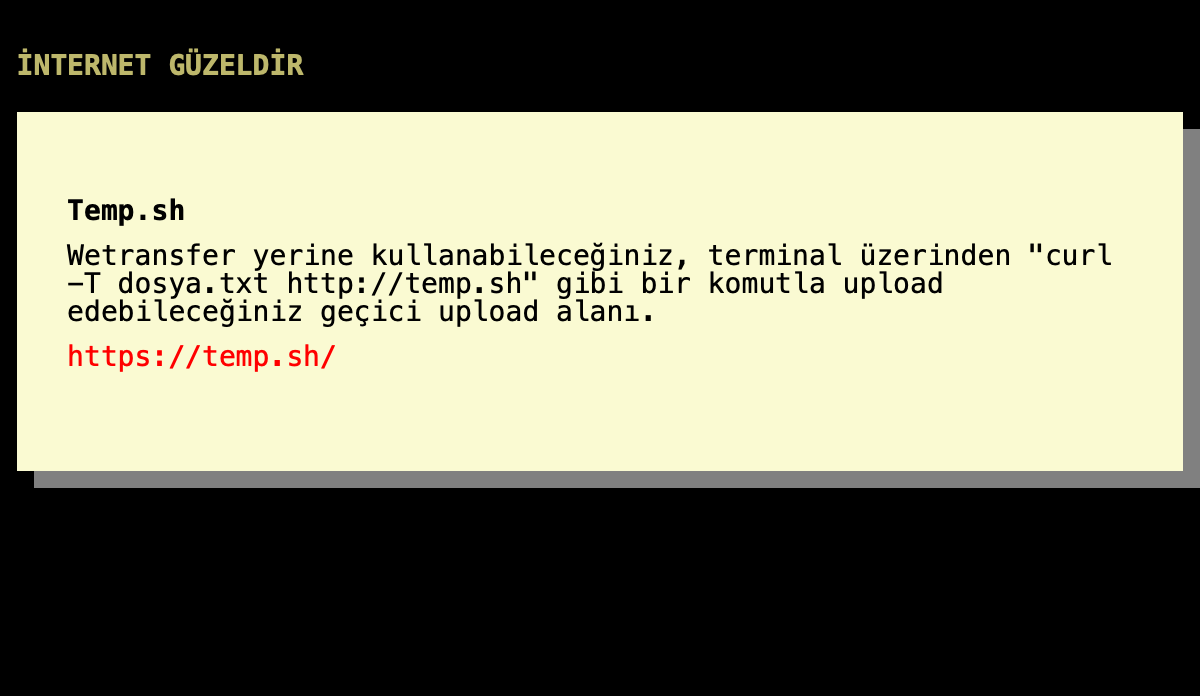 İNTERNET GÜZELDİR
Temp.sh
Wetransfer yerine kullanabileceğiniz, terminal üzerinden "curl
-T dosya.txt http://temp.sh" gibi bir komutla upload
edebileceğiniz geçici upload alanı.
https://temp.sh/